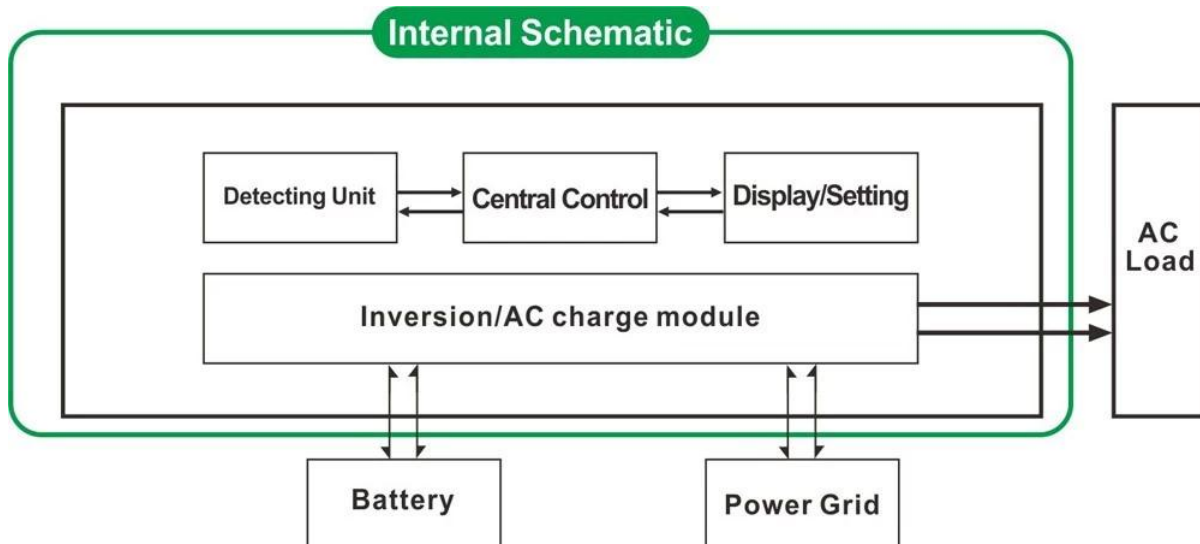 Internal Schematic
Detecting Unit
Central Control
Display/Setting
AC
Load
Inversion/AC charge module
Battery
Power Grid